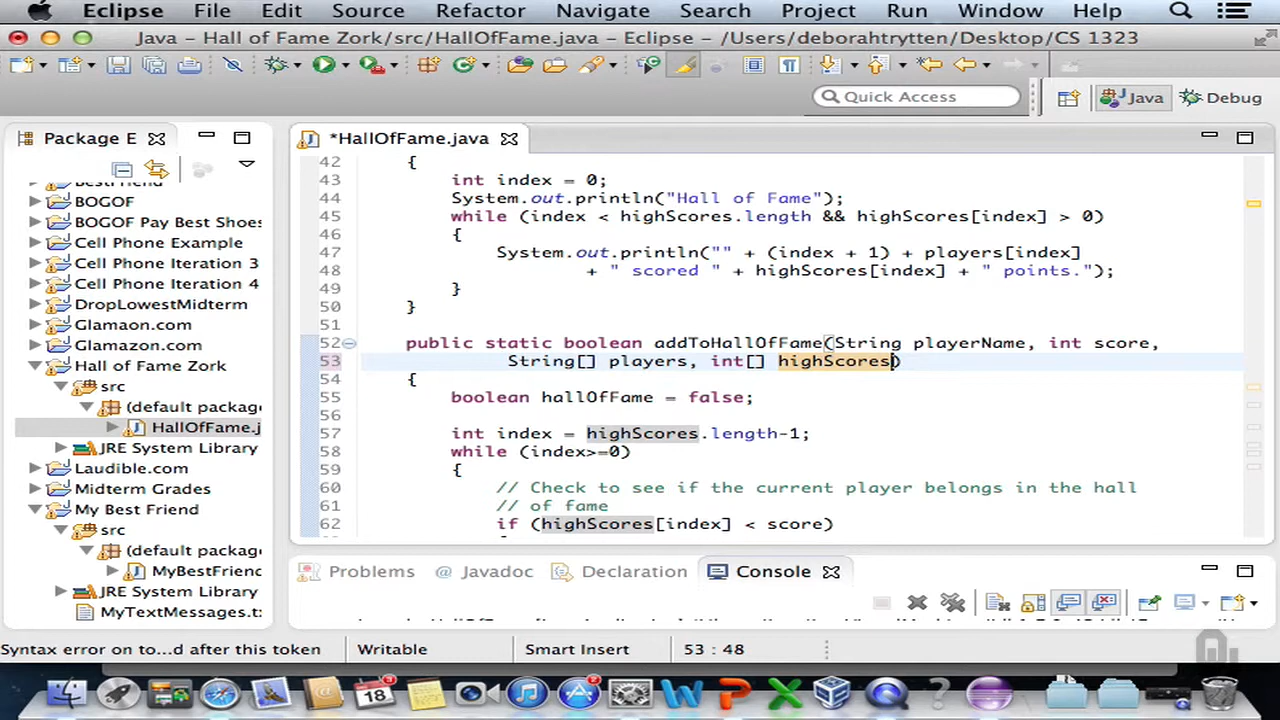 Eclipse File Edit Source Refactoring Navigate Search Project Run Window Help
Java – Hall of Fame Zork/src/HallOfFame.java – Eclipse – /Users/deborahtrytten/Desktop/CS 1323
Quick Access
Java
Debug
Package E
*HallOfFame.java
BestFriend
BOGOF
BOGOF Pay Best Shoes
Cell Phone Example
Cell Phone Iteration 3
Cell Phone Iteration 4
DropLowestMidterm
Glamaon.com
Glamazon.com
Hall of Fame Zork
src
(default package
HallOfFame.j
JRE System Library
Laudible.com
Midterm Grades
My Best Friend
src
(default package
MyBestFriend
JRE System Library
MyTextMessages.t
42 {
43 int index = 0;
44 System.out.println("Hall of Fame");
45 while (index < highScores.length && highScores[index] > 0)
46 {
47 System.out.println("" + (index + 1) + players[index]
48 + " scored " + highScores[index] + " points.");
49 }
50 }
51
52 public static boolean addToHallOfFame(String playerName, int score,
53 String[] players, int[] highScores)
54 {
55 boolean hallOfFame = false;
56
57 int index = highScores.length-1;
58 while (index>=0)
59 {
60 // Check to see if the current player belongs in the hall
61 // of fame
62 if (highScores[index] < score)
Problems
@ Javadoc
Declaration
Console
Syntax error on to...d after this token
Writable
Smart Insert
53 : 48
18